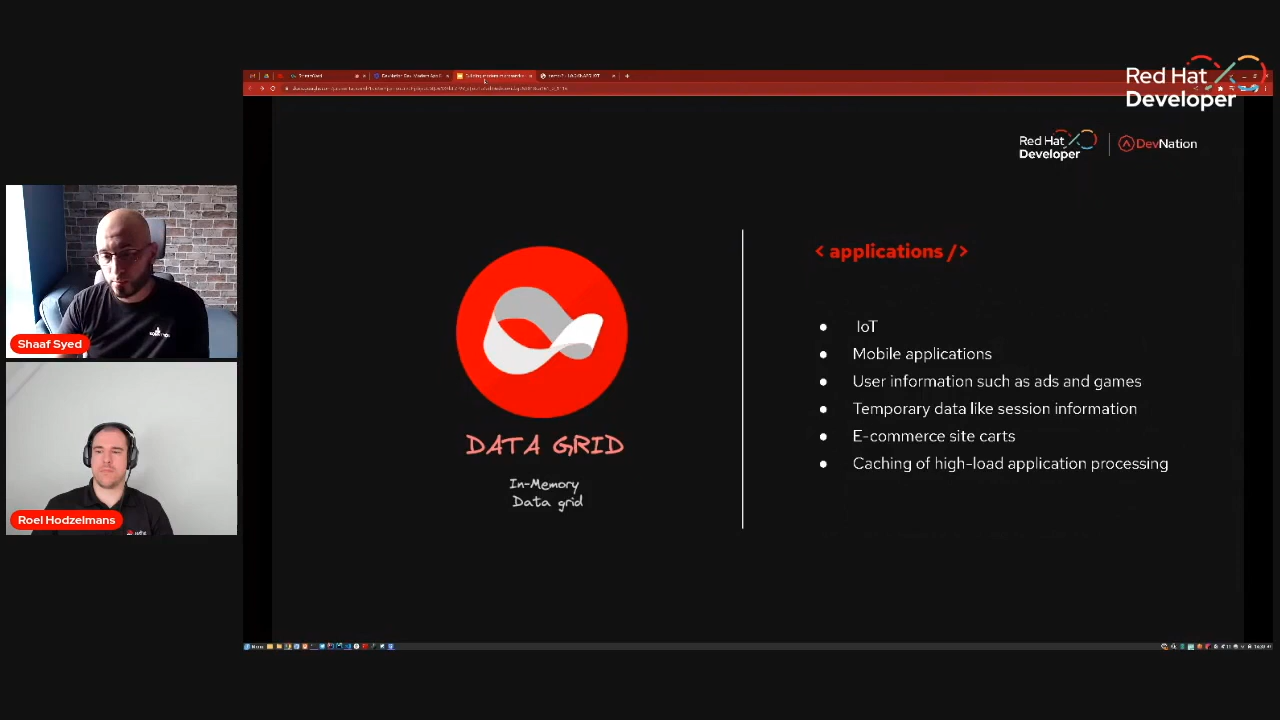 Red Hat
Developer
Red Hat
Developer
DevNation
< applications />
IoT
Mobile applications
User information such as ads and games
Temporary data like session information
E-commerce site carts
Caching of high-load application processing
DATA GRID
In-Memory
Data grid
Shaaf Syed
Roel Hodzelmans